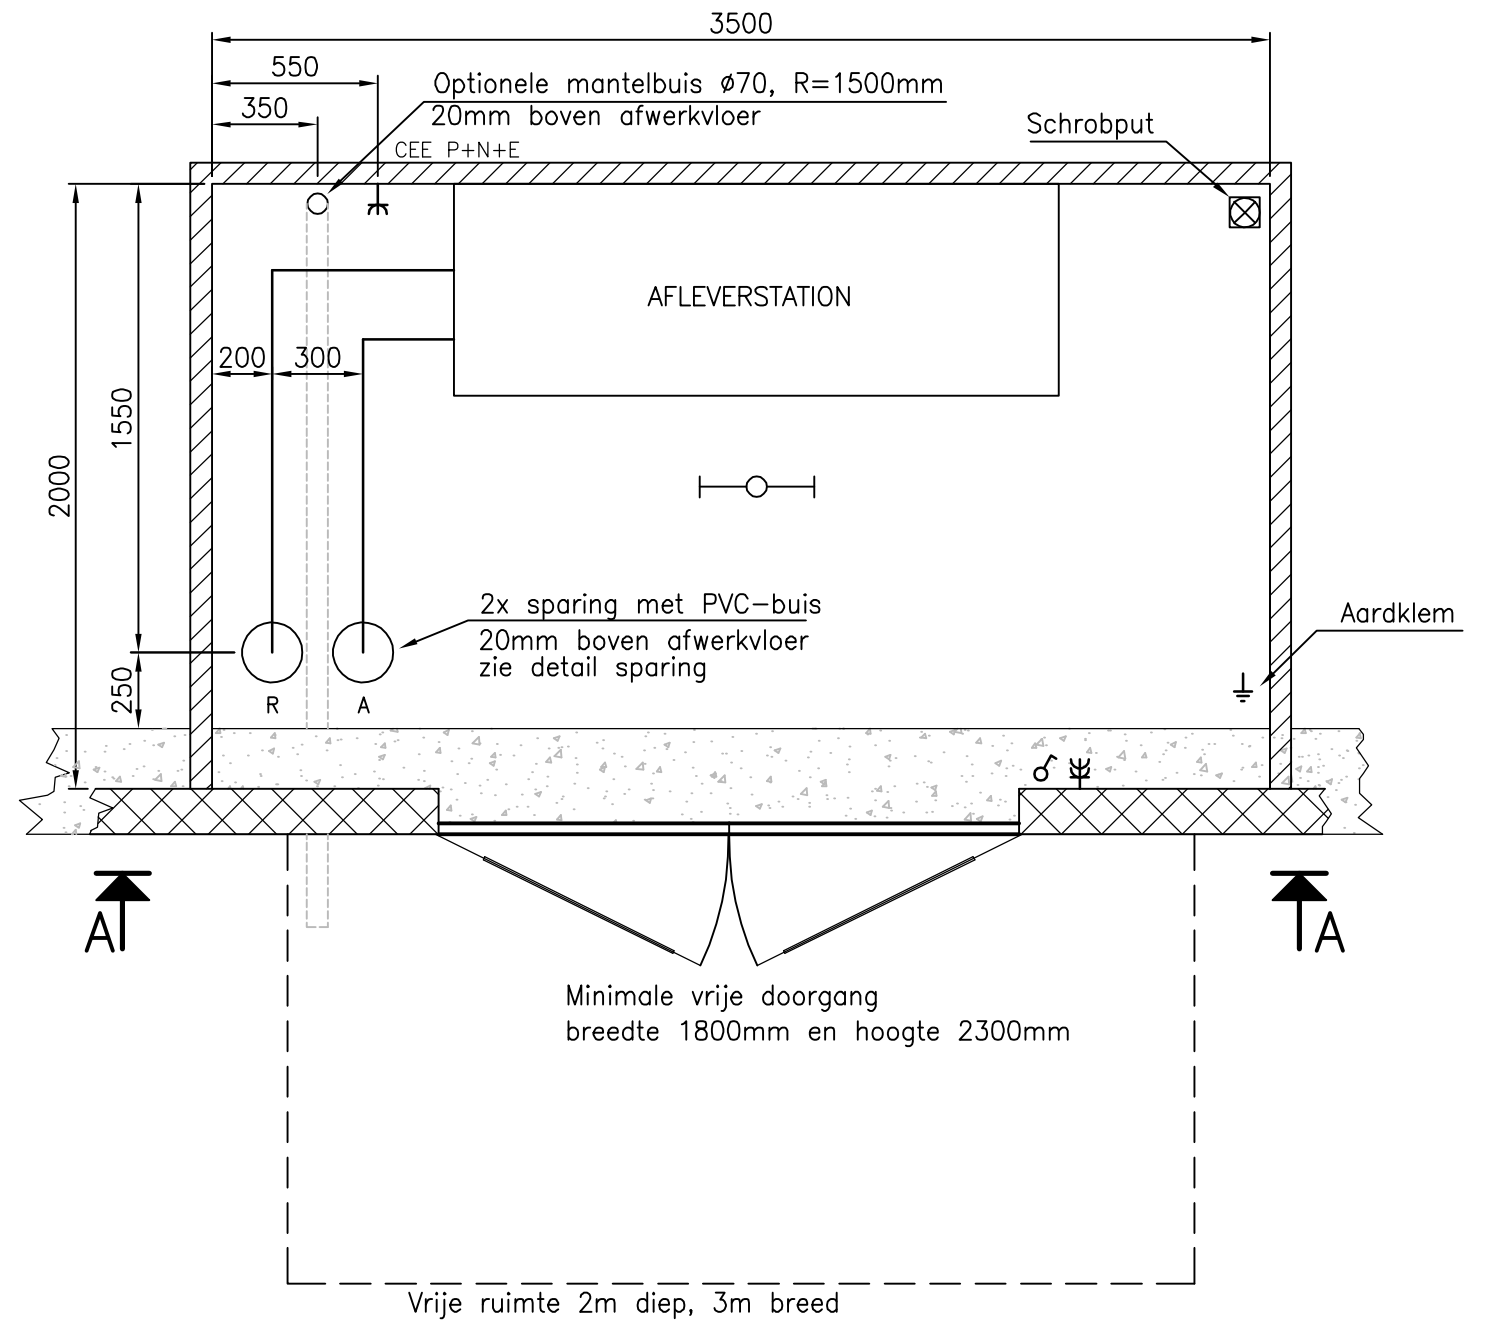 3500
550
Optionele mantelbuis ø70, R=1500mm
20mm boven afwerkvloer
350
Schrobput
CEE P+N+E
AFLEVERSTATION
200
300
1550
2000
2x sparing met PVC-buis
20mm boven afwerkvloer
zie detail sparing
Aardklem
250
R
A
A
A
Minimale vrije doorgang
breedte 1800mm en hoogte 2300mm
Vrije ruimte 2m diep, 3m breed